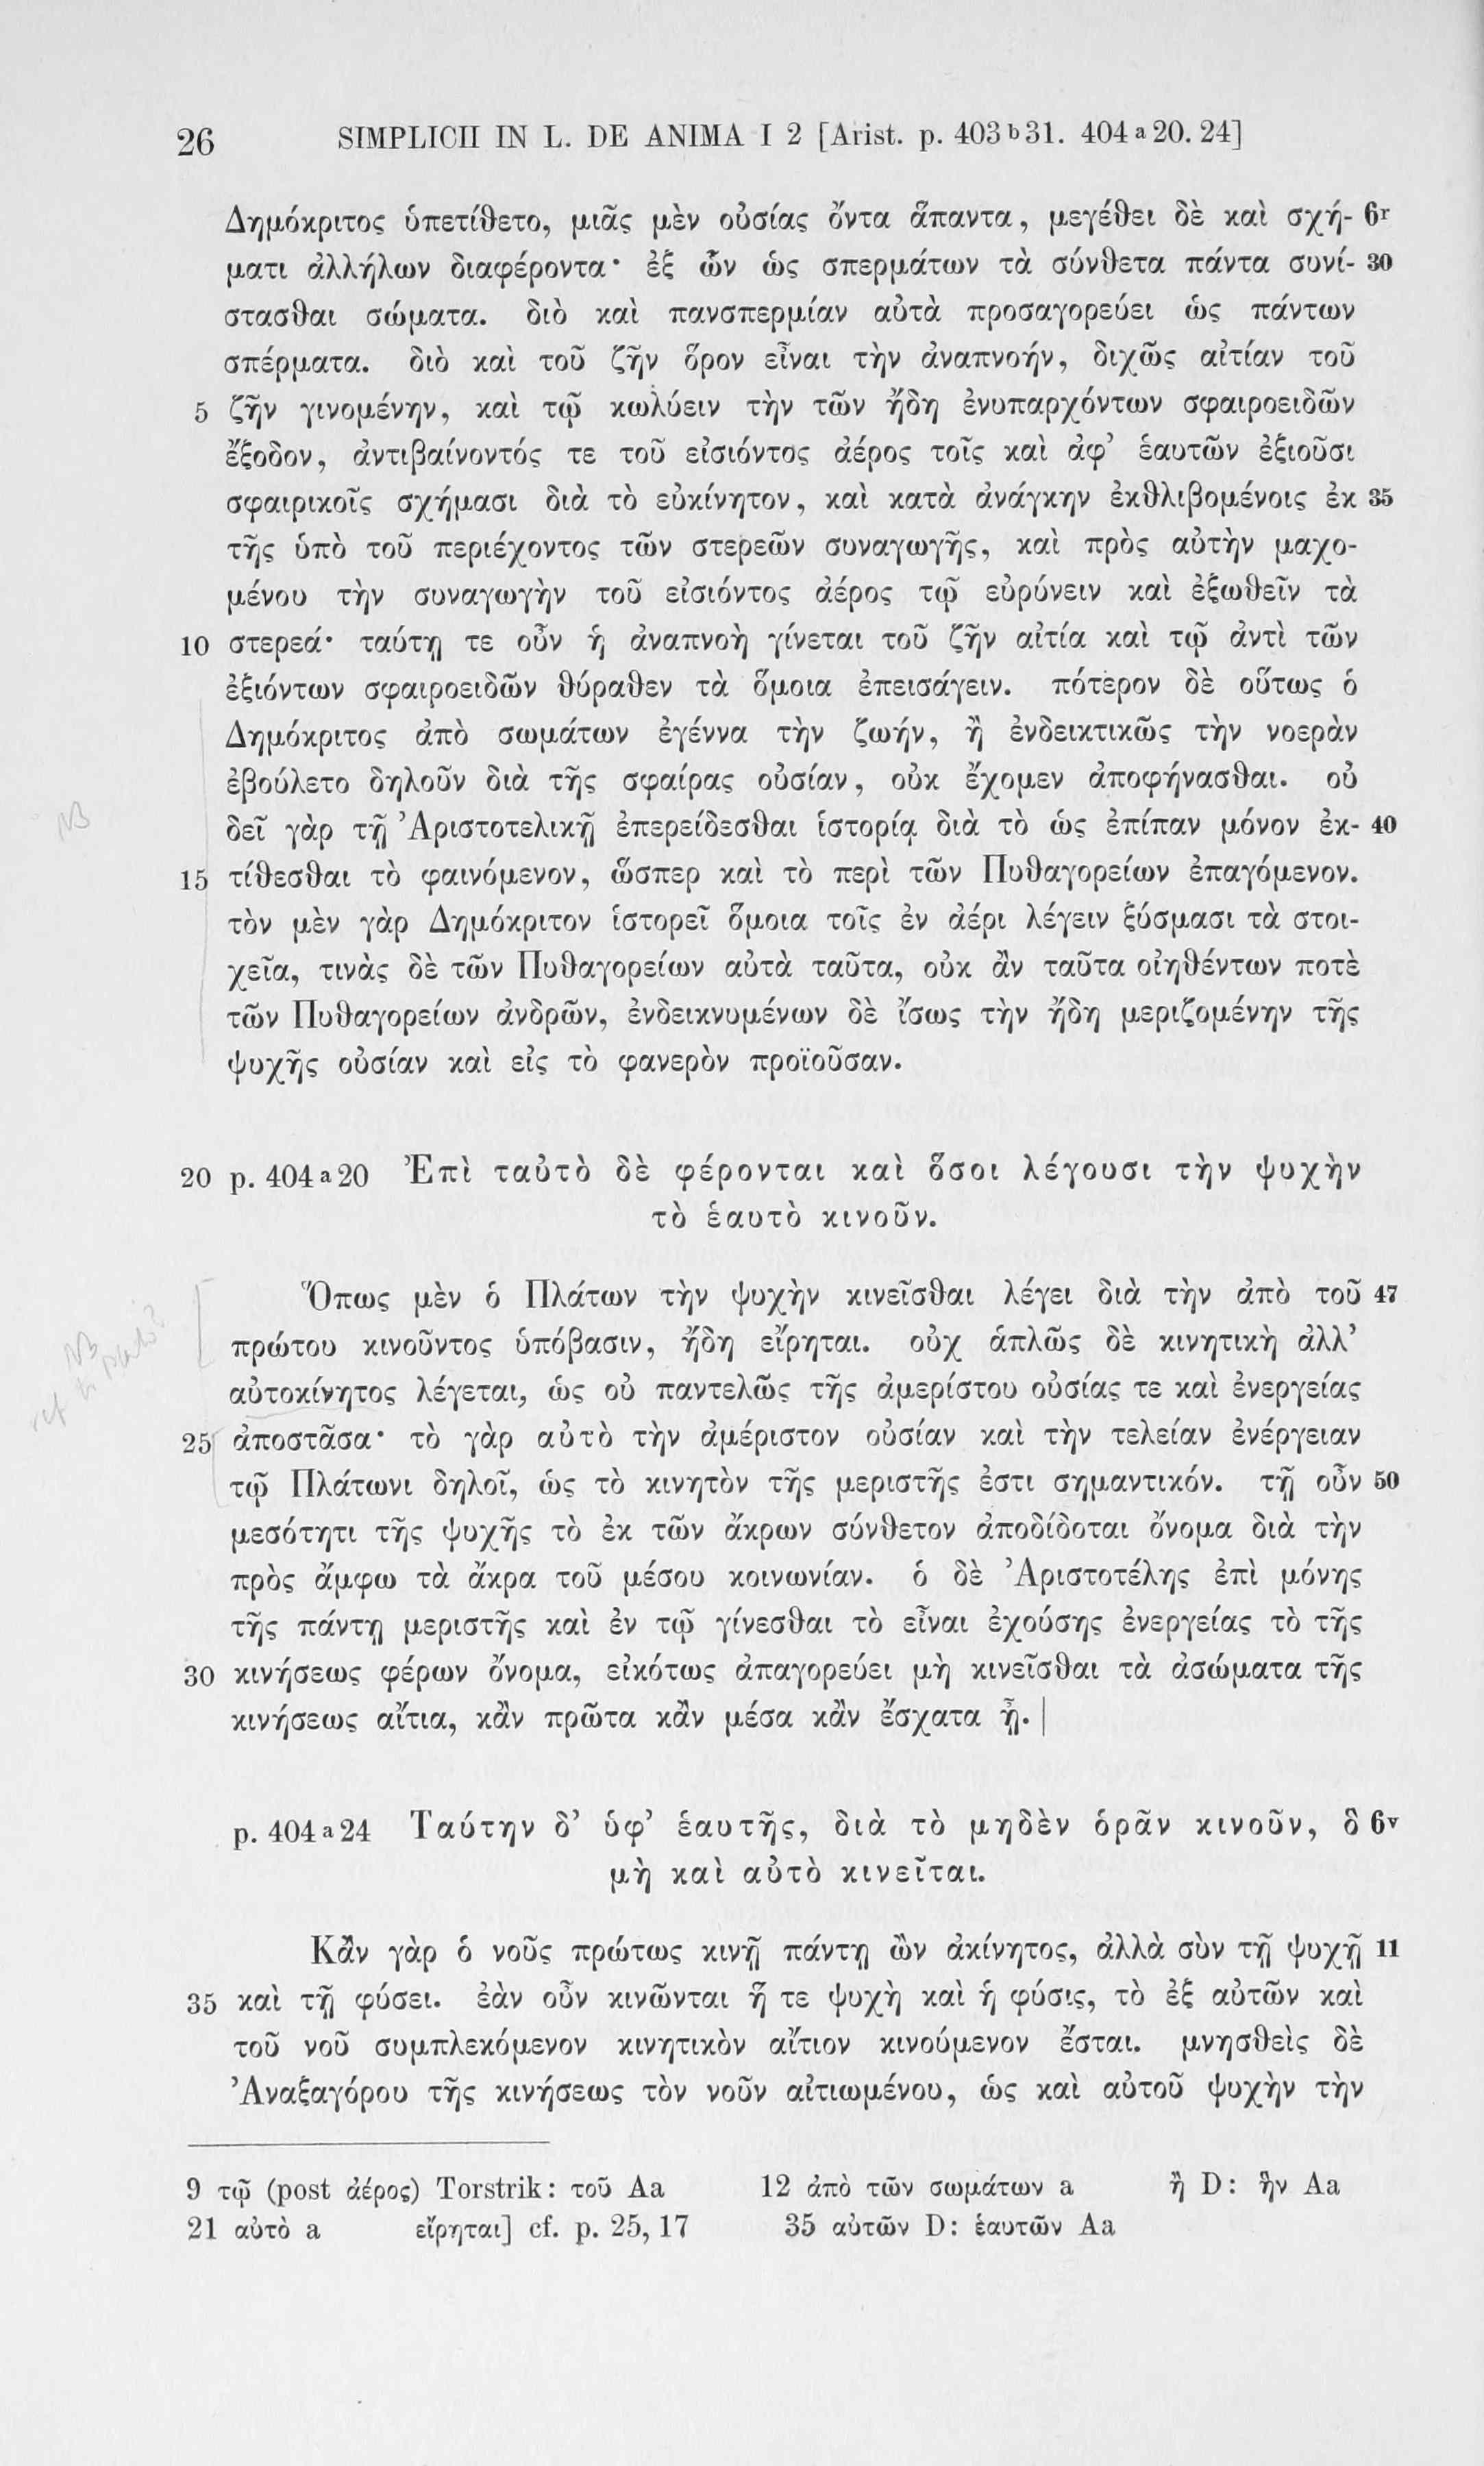 26 SIMPLICII IN L. DE ANIMA I 2 [Arist. p. 403 b 31. 404 a 20. 24]
Δημόκριτος ὑπετίθετο, μιᾶς μὲν οὐσίας ὄντα ἅπαντα, μεγέθει δὲ καὶ σχή- 6r
ματι ἀλλήλων διαφέροντα· ἐξ ὧν ὡς σπερμάτων τὰ σύνθετα πάντα συνί- 30
στασθαι σώματα. διὸ καὶ πανσπερμίαν αὐτὰ προσαγορεύει ὡς πάντων
σπέρματα. διὸ καὶ τοῦ ζῆν ὅρον εἶναι τὴν ἀναπνοήν, διχῶς αἰτίαν τοῦ
5 ζῆν γινομένην, καὶ τῷ κωλύειν τὴν τῶν ἤδη ἐνυπαρχόντων σφαιροειδῶν
ἔξοδον, ἀντιβαίνοντός τε τοῦ εἰσιόντος ἀέρος τοῖς καὶ ἀφ’ ἑαυτῶν ἐξιοῦσι
σφαιρικοῖς σχήμασι διὰ τὸ εὐκίνητον, καὶ κατὰ ἀνάγκην ἐκθλιβομένοις ἐκ 35
τῆς ὑπὸ τοῦ περιέχοντος τῶν στερεῶν συναγωγῆς, καὶ πρὸς αὐτὴν μαχο-
μένου τὴν συναγωγὴν τοῦ εἰσιόντος ἀέρος τῷ εὐρύνειν καὶ ἐξωθεῖν τὰ
10 στερεά· ταύτῃ τε οὖν ἡ ἀναπνοὴ γίνεται τοῦ ζῆν αἰτία καὶ τῷ ἀντὶ τῶν
ἐξιόντων σφαιροειδῶν θύραθεν τὰ ὅμοια ἐπεισάγειν. πότερον δὲ οὕτως ὁ
Δημόκριτος ἀπὸ σωμάτων ἐγέννα τὴν ζωήν, ἢ ἐνδεικτικῶς τὴν νοερὰν
ἐβούλετο δηλοῦν διὰ τῆς σφαίρας οὐσίαν, οὐκ ἔχομεν ἀποφήνασθαι. οὐ
NB δεῖ γὰρ τῇ Ἀριστοτελικῇ ἐπερείδεσθαι ἱστορίᾳ διὰ τὸ ὡς ἐπίπαν μόνον ἐκ- 40
15 τίθεσθαι τὸ φαινόμενον, ὥσπερ καὶ τὸ περὶ τῶν Πυθαγορείων ἐπαγόμενον.
τὸν μὲν γὰρ Δημόκριτον ἱστορεῖ ὅμοια τοῖς ἐν ἀέρι λέγειν ξύσμασι τὰ στοι-
χεῖα, τινὰς δὲ τῶν Πυθαγορείων αὐτὰ ταῦτα, οὐκ ἂν ταῦτα οἰηθέντων ποτὲ
τῶν Πυθαγορείων ἀνδρῶν, ἐνδεικνυμένων δὲ ἴσως τὴν ἤδη μεριζομένην τῆς
ψυχῆς οὐσίαν καὶ εἰς τὸ φανερὸν προϊοῦσαν.
20 p. 404 a 20 Ἐπὶ ταὐτὸ δὲ φέρονται καὶ ὅσοι λέγουσι τὴν ψυχὴν
τὸ ἑαυτὸ κινοῦν.
Ὅπως μὲν ὁ Πλάτων τὴν ψυχὴν κινεῖσθαι λέγει διὰ τὴν ἀπὸ τοῦ 47
NB πρώτου κινοῦντος ὑπόβασιν, ἤδη εἴρηται. οὐχ ἁπλῶς δὲ κινητικὴ ἀλλ’
αὐτοκίνητος λέγεται, ὡς οὐ παντελῶς τῆς ἀμερίστου οὐσίας τε καὶ ἐνεργείας
25 ἀποστᾶσα· τὸ γὰρ αὐτὸ τὴν ἀμέριστον οὐσίαν καὶ τὴν τελείαν ἐνέργειαν
τῷ Πλάτωνι δηλοῖ, ὡς τὸ κινητὸν τῆς μεριστῆς ἐστι σημαντικόν. τῇ οὖν 50
μεσότητι τῆς ψυχῆς τὸ ἐκ τῶν ἄκρων σύνθετον ἀποδίδοται ὄνομα διὰ τὴν
πρὸς ἄμφω τὰ ἄκρα τοῦ μέσου κοινωνίαν. ὁ δὲ Ἀριστοτέλης ἐπὶ μόνης
τῆς πάντῃ μεριστῆς καὶ ἐν τῷ γίνεσθαι τὸ εἶναι ἐχούσης ἐνεργείας τὸ τῆς
30 κινήσεως φέρων ὄνομα, εἰκότως ἀπαγορεύει μὴ κινεῖσθαι τὰ ἀσώματα τῆς
κινήσεως αἴτια, κἂν πρῶτα κἂν μέσα κἂν ἔσχατα ᾖ. |
p. 404 a 24 Ταύτην δ’ ὑφ’ ἑαυτῆς, διὰ τὸ μηδὲν ὁρᾶν κινοῦν, ὃ 6v
μὴ καὶ αὐτὸ κινεῖται.
Κἂν γὰρ ὁ νοῦς πρώτως κινῇ πάντῃ ὢν ἀκίνητος, ἀλλὰ σὺν τῇ ψυχῇ 11
35 καὶ τῇ φύσει. ἐὰν οὖν κινῶνται ἥ τε ψυχὴ καὶ ἡ φύσις, τὸ ἐξ αὐτῶν καὶ
τοῦ νοῦ συμπλεκόμενον κινητικὸν αἴτιον κινούμενον ἔσται. μνησθεὶς δὲ
Ἀναξαγόρου τῆς κινήσεως τὸν νοῦν αἰτιωμένου, ὡς καὶ αὐτοῦ ψυχὴν τὴν
9 τῷ (post ἀέρος) Torstrik: τοῦ Aa 12 ἀπὸ τῶν σωμάτων a ἢ D: ἣν Aa
21 αὐτὸ a εἴρηται] cf. p. 25, 17 35 αὐτῶν D: ἑαυτῶν Aa